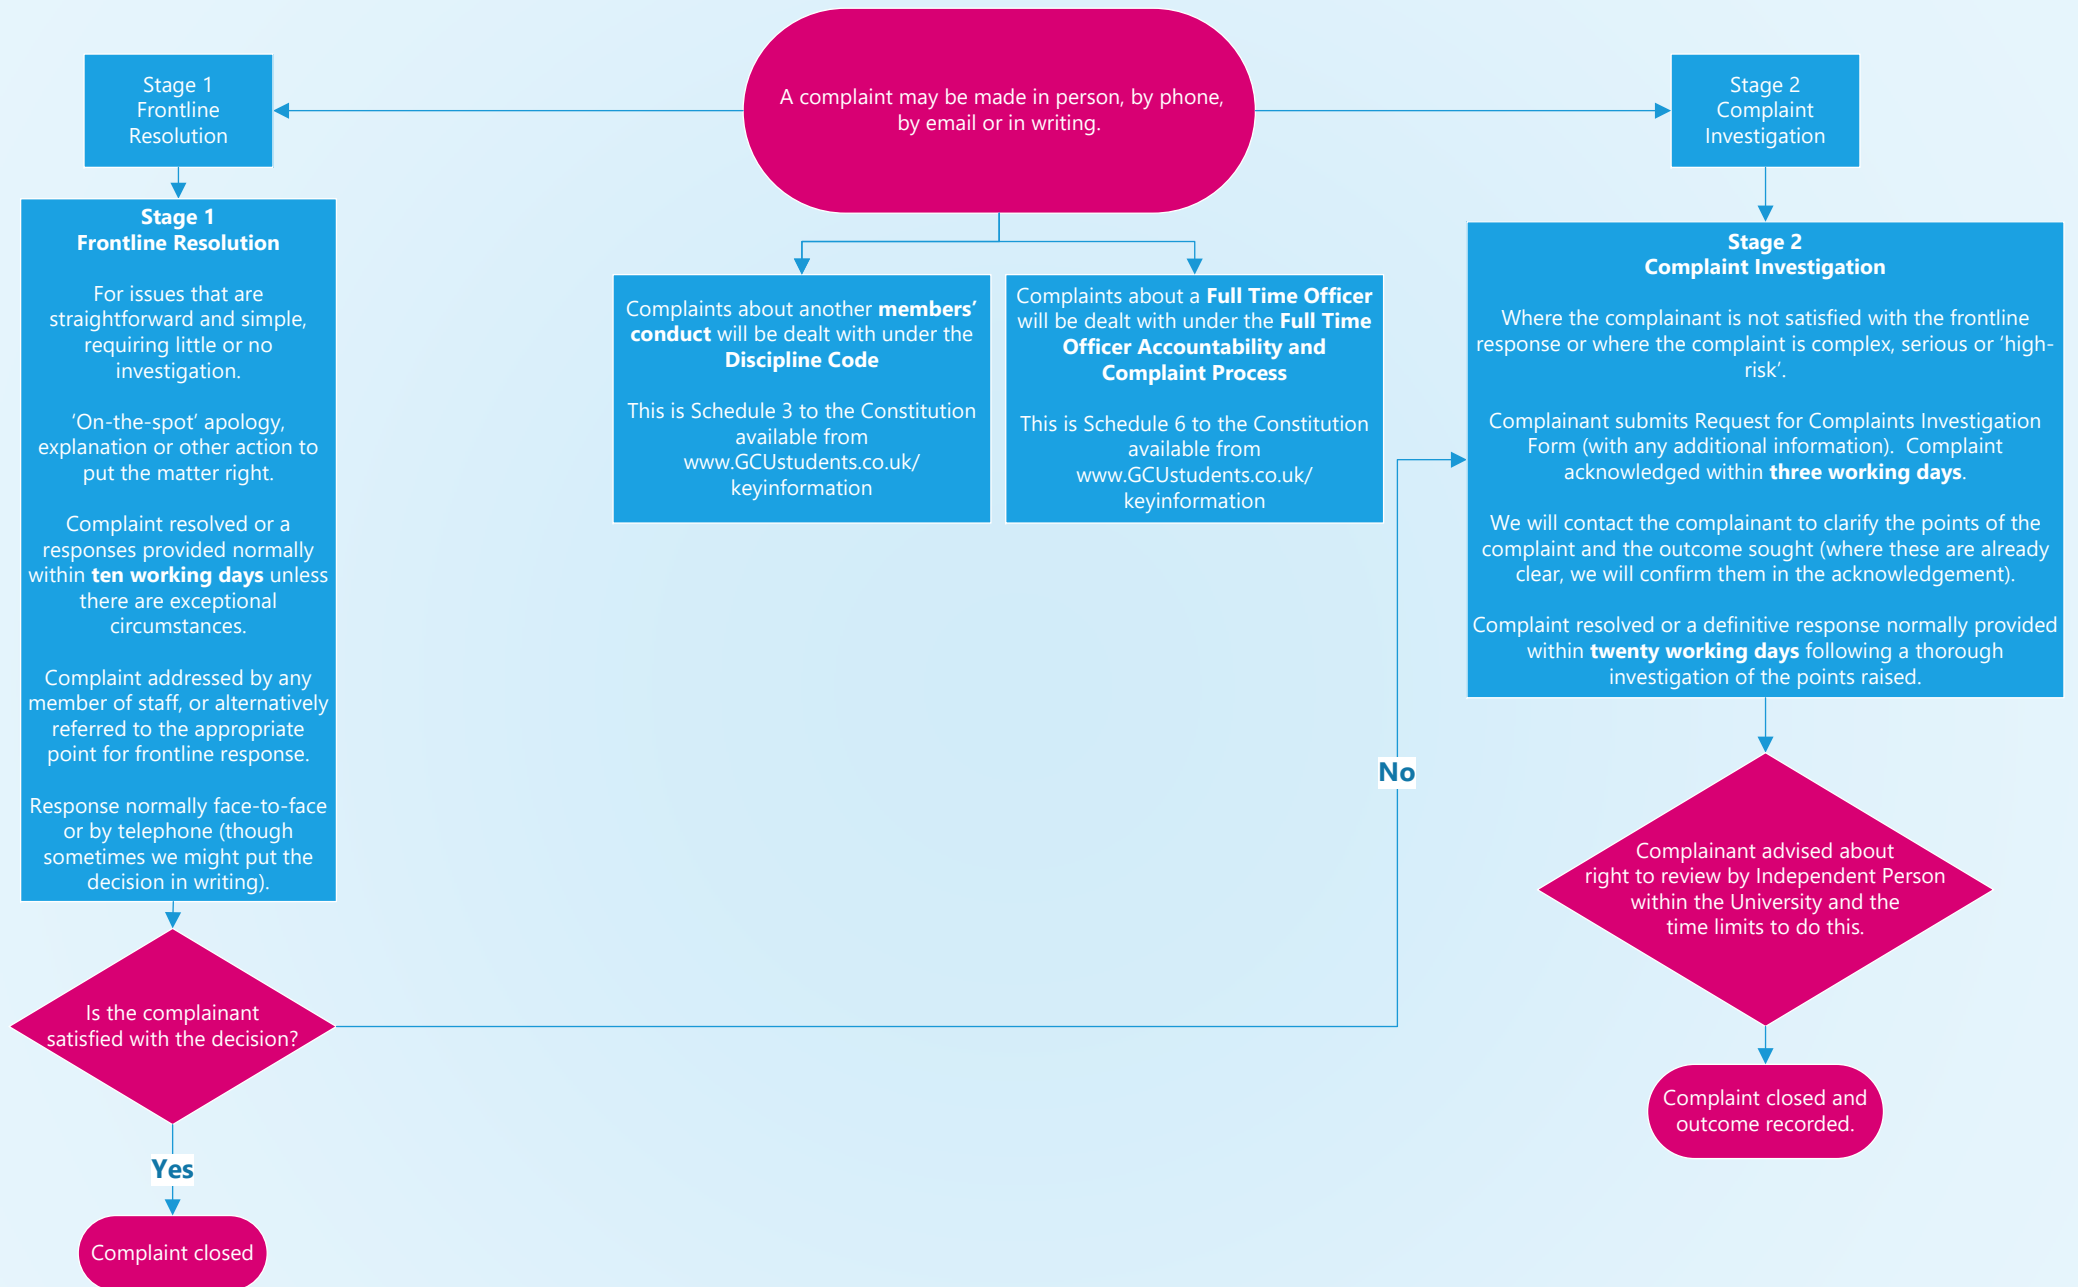 A complaint may be made in person, by phone,
by email or in writing.
Stage 1
Frontline
Resolution
Stage 1
Frontline Resolution
For issues that are
straightforward and simple,
requiring little or no
investigation.
‘On-the-spot’ apology,
explanation or other action to
put the matter right.
Complaint resolved or a
responses provided normally
within ten working days unless
there are exceptional
circumstances.
Complaint addressed by any
member of staff, or alternatively
referred to the appropriate
point for frontline response.
Response normally face-to-face
or by telephone (though
sometimes we might put the
decision in writing).
Is the complainant
satisfied with the decision?
Yes
Complaint closed
No
Complaints about another members’
conduct will be dealt with under the
Discipline Code
This is Schedule 3 to the Constitution
available from
www.GCUstudents.co.uk/
keyinformation
Complaints about a Full Time Officer
will be dealt with under the Full Time
Officer Accountability and
Complaint Process
This is Schedule 6 to the Constitution
available from
www.GCUstudents.co.uk/
keyinformation
Stage 2
Complaint
Investigation
Stage 2
Complaint Investigation
Where the complainant is not satisfied with the frontline
response or where the complaint is complex, serious or ‘high-
risk’.
Complainant submits Request for Complaints Investigation
Form (with any additional information).  Complaint
acknowledged within three working days.
We will contact the complainant to clarify the points of the
complaint and the outcome sought (where these are already
clear, we will confirm them in the acknowledgement).
Complaint resolved or a definitive response normally provided
within twenty working days following a thorough
investigation of the points raised.
Complainant advised about
right to review by Independent Person
within the University and the
time limits to do this.
Complaint closed and
outcome recorded.